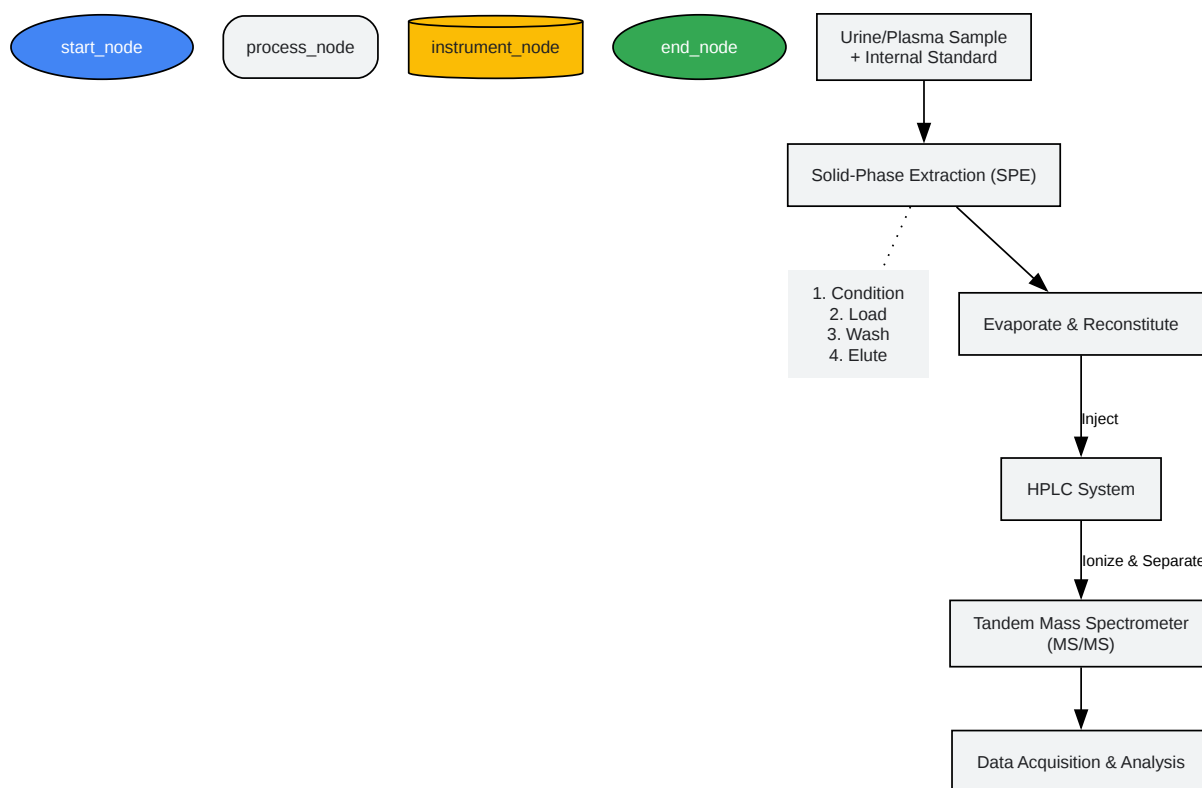 start_node
process_node
instrument_node
end_node
Urine/Plasma Sample
+ Internal Standard
Solid-Phase Extraction (SPE)
1. Condition
2. Load
3. Wash
4. Elute
Evaporate & Reconstitute
Inject
HPLC System
Ionize & Separate
Tandem Mass Spectrometer
(MS/MS)
Data Acquisition & Analysis